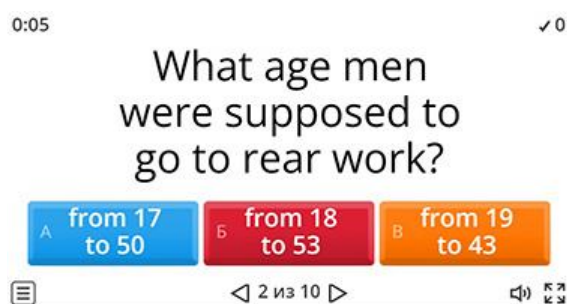 0:05
✓ 0
What age men
were supposed to
go to rear work?
А
from 17
to 50
Б
from 18
to 53
В
from 19
to 43
2 из 10